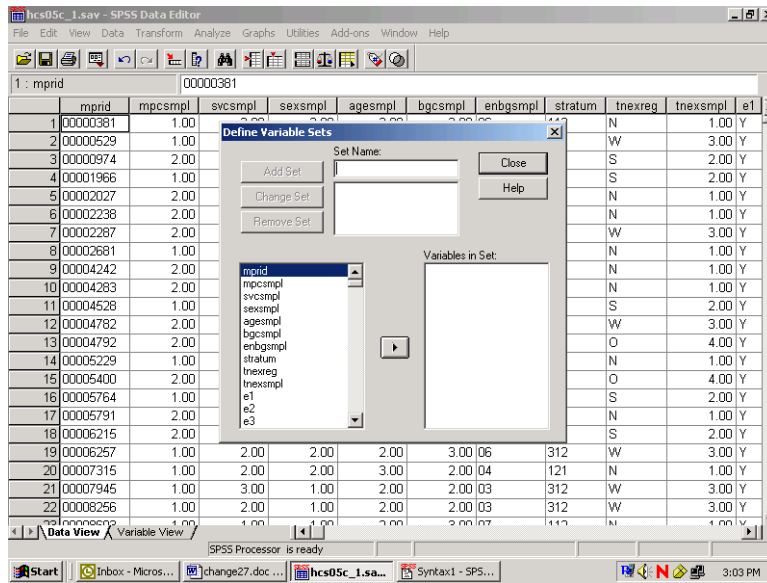 hcs05c_1.sav - SPSS Data Editor
File Edit View Data Transform Analyze Graphs Utilities Add-ons Window Help
1 : mprid 00000381
mprid mpcsmpl svcsmpl sexsmpl agesmpl bgcsmpl enbgsmpl stratum tnexreg tnexsmpl e1
1 00000381 1.00 N 1.00 Y
2 00000529 1.00 W 3.00 Y
3 00000974 2.00 S 2.00 Y
4 00001966 1.00 S 2.00 Y
5 00002027 2.00 N 1.00 Y
6 00002238 2.00 N 1.00 Y
7 00002287 2.00 W 3.00 Y
8 00002681 1.00 N 1.00 Y
9 00004242 2.00 N 1.00 Y
10 00004283 2.00 N 1.00 Y
11 00004528 1.00 S 2.00 Y
12 00004782 2.00 W 3.00 Y
13 00004792 2.00 O 4.00 Y
14 00005229 1.00 N 1.00 Y
15 00005400 2.00 O 4.00 Y
16 00005764 1.00 S 2.00 Y
17 00005791 2.00 N 1.00 Y
18 00006215 2.00 S 2.00 Y
19 00006257 1.00 2.00 2.00 2.00 3.00 06 312 W 3.00 Y
20 00007315 1.00 2.00 2.00 3.00 2.00 04 121 N 1.00 Y
21 00007945 1.00 3.00 1.00 2.00 2.00 03 312 W 3.00 Y
22 00008256 1.00 2.00 1.00 2.00 2.00 03 312 W 3.00 Y
Define Variable Sets
Set Name:
Add Set
Change Set
Remove Set
Close
Help
Variables in Set:
mprid
mpcsmpl
svcsmpl
sexsmpl
agesmpl
bgcsmpl
enbgsmpl
stratum
tnexreg
tnexsmpl
e1
e2
e3
Data View Variable View
SPSS Processor is ready
Start Inbox - Micros... change27.doc ... hcs05c_1.sa... Syntax1 - SPS... 3:03 PM